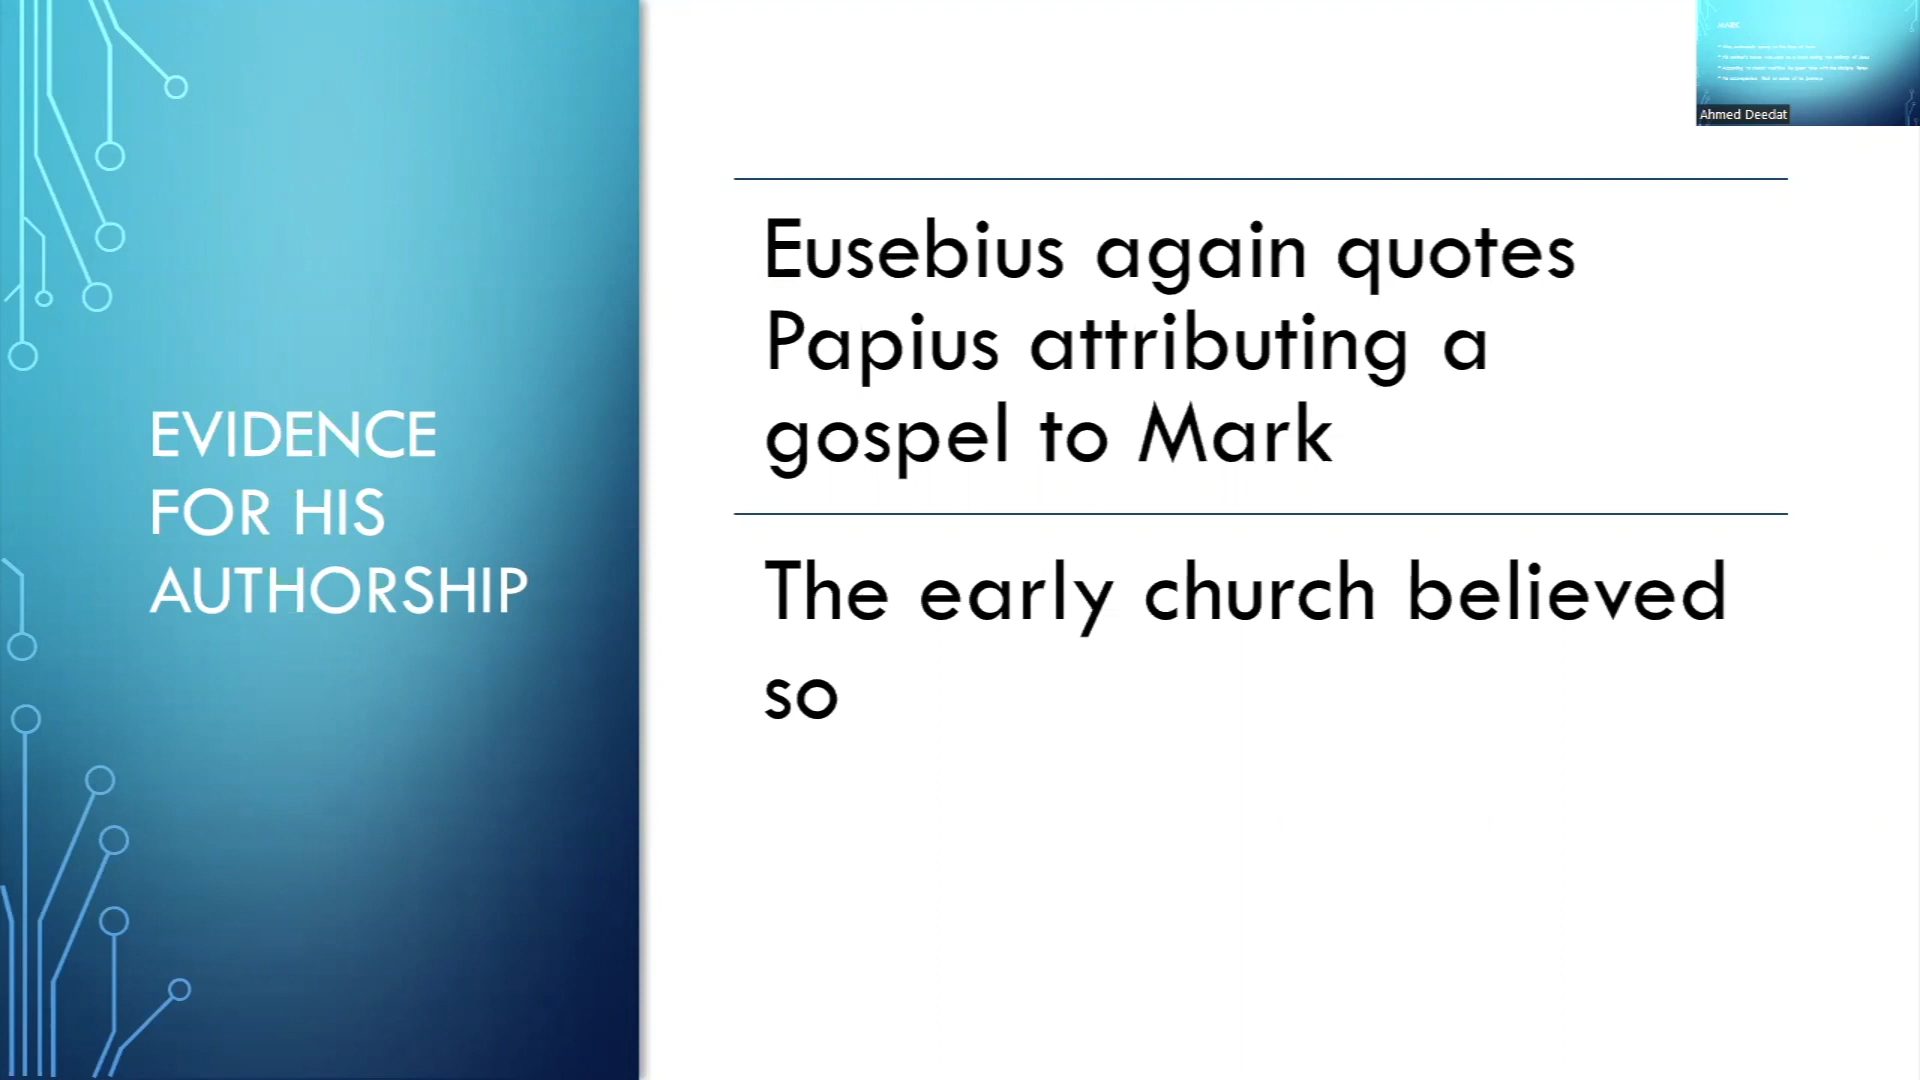 EVIDENCE
FOR HIS
AUTHORSHIP
Eusebius again quotes
Papius attributing a
gospel to Mark
The early church believed
so
MARK
Ahmed Deedat